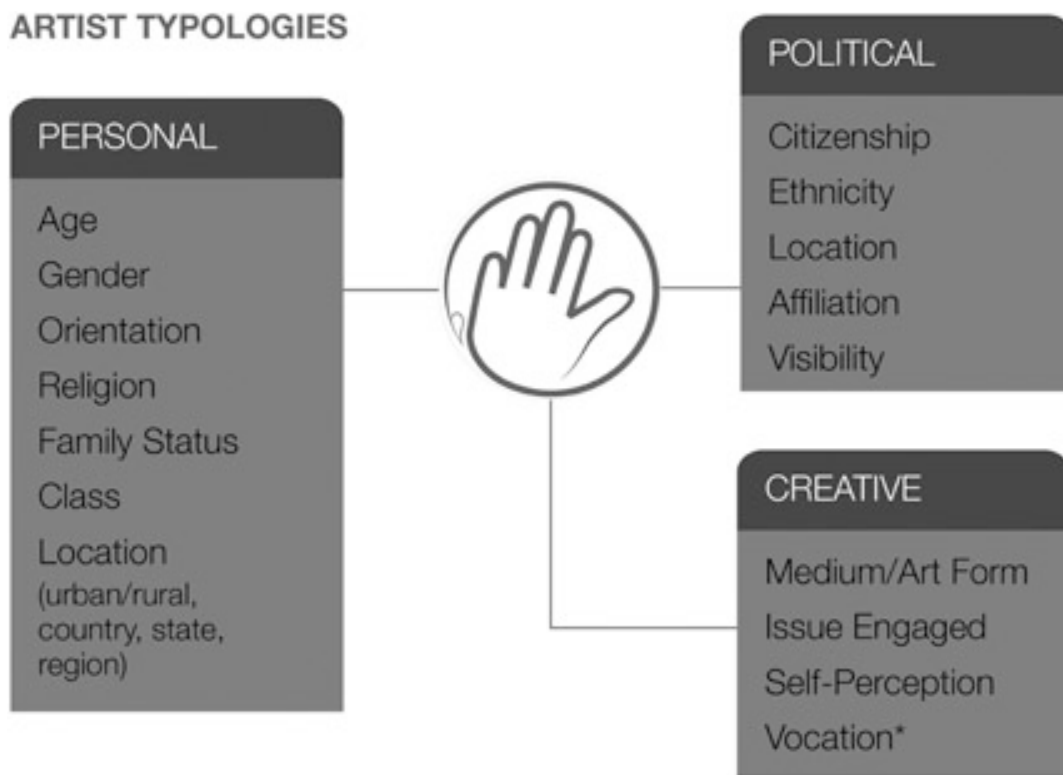 ARTIST TYPOLOGIES
PERSONAL
Age
Gender
Orientation
Religion
Family Status
Class
Location
(urban/rural,
country, state,
region)
POLITICAL
Citizenship
Ethnicity
Location
Affiliation
Visibility
CREATIVE
Medium/Art Form
Issue Engaged
Self-Perception
Vocation*